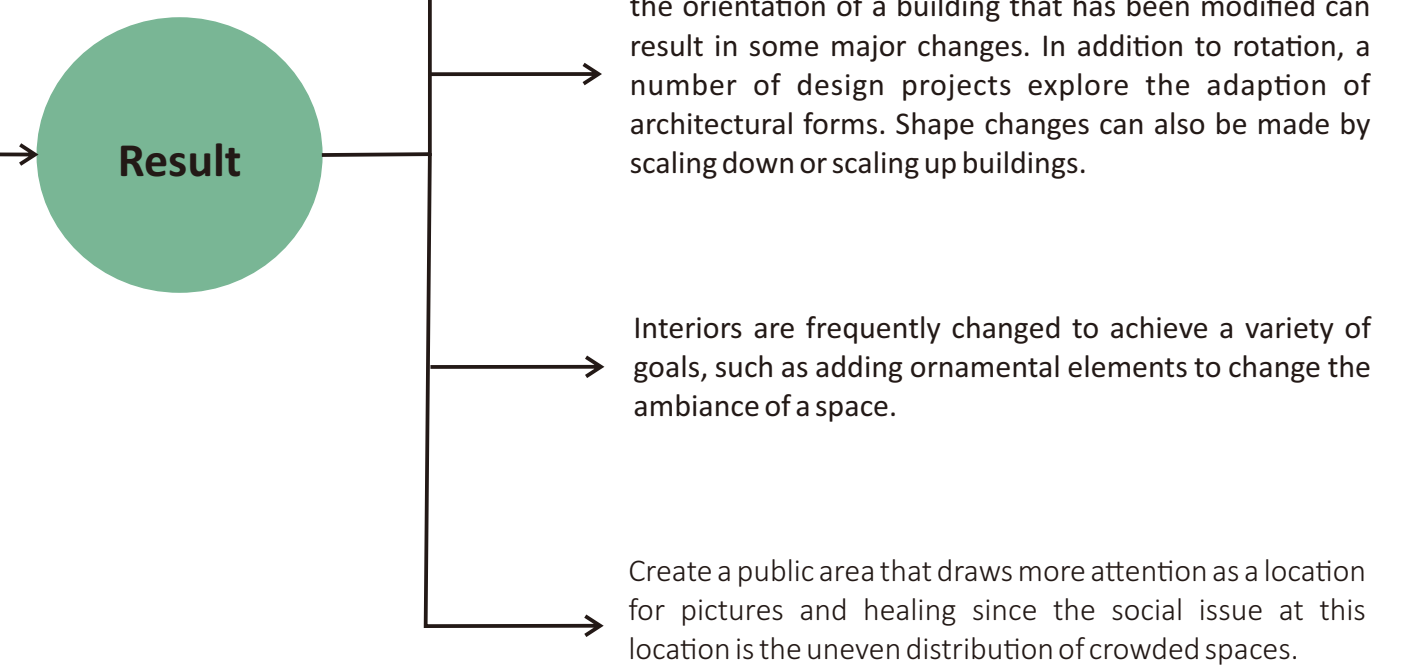 the orientation of a building that has been modified can
result in some major changes. In addition to rotation, a
number of design projects explore the adaption of
architectural forms. Shape changes can also be made by
scaling down or scaling up buildings.
Result
Interiors are frequently changed to achieve a variety of
goals, such as adding ornamental elements to change the
ambiance of a space.
Create a public area that draws more attention as a location
for pictures and healing since the social issue at this
location is the uneven distribution of crowded spaces.